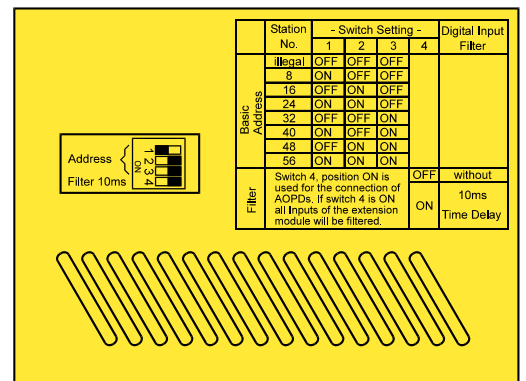 Station No. - Switch Setting - Digital Input Filter
1 2 3 4
Basic Address
illegal OFF OFF OFF
8 ON OFF OFF
16 OFF ON OFF
24 ON ON OFF
32 OFF OFF ON
40 ON OFF ON
48 OFF ON ON
56 ON ON ON
Filter
Switch 4, position ON is
used for the connection of
AOPDs. If switch 4 is ON
all Inputs of the extension
module will be filtered.
OFF without
ON 10ms
Time Delay
Address
Filter 10ms
1 2 3 4
ON